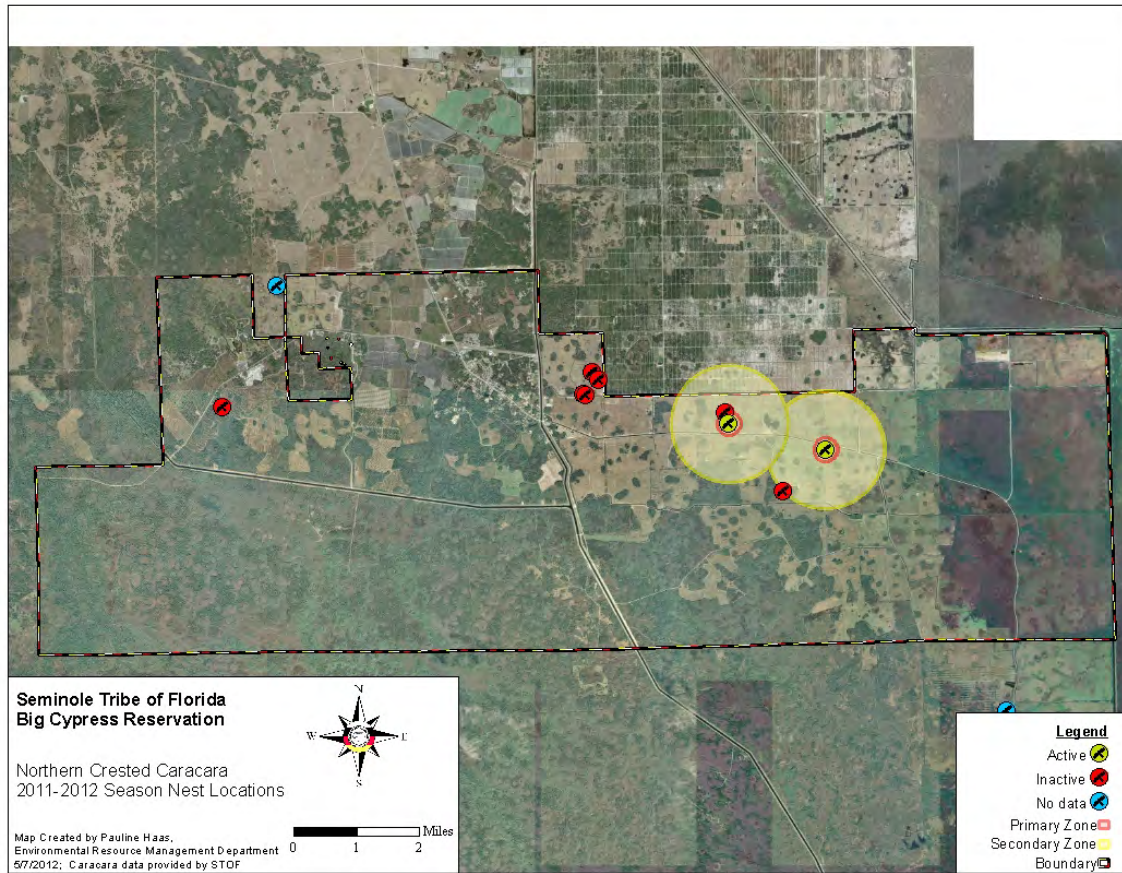 Seminole Tribe of Florida
Big Cypress Reservation
N
W
E
S
Northern Crested Caracara
2011-2012 Season Nest Locations
Miles
0 1 2
Map Created by Pauline Haas,
Environmental Resource Management Department
5/7/2012; Caracara data provided by STOF
Legend
Active
Inactive
No data
Primary Zone
Secondary Zone
Boundary